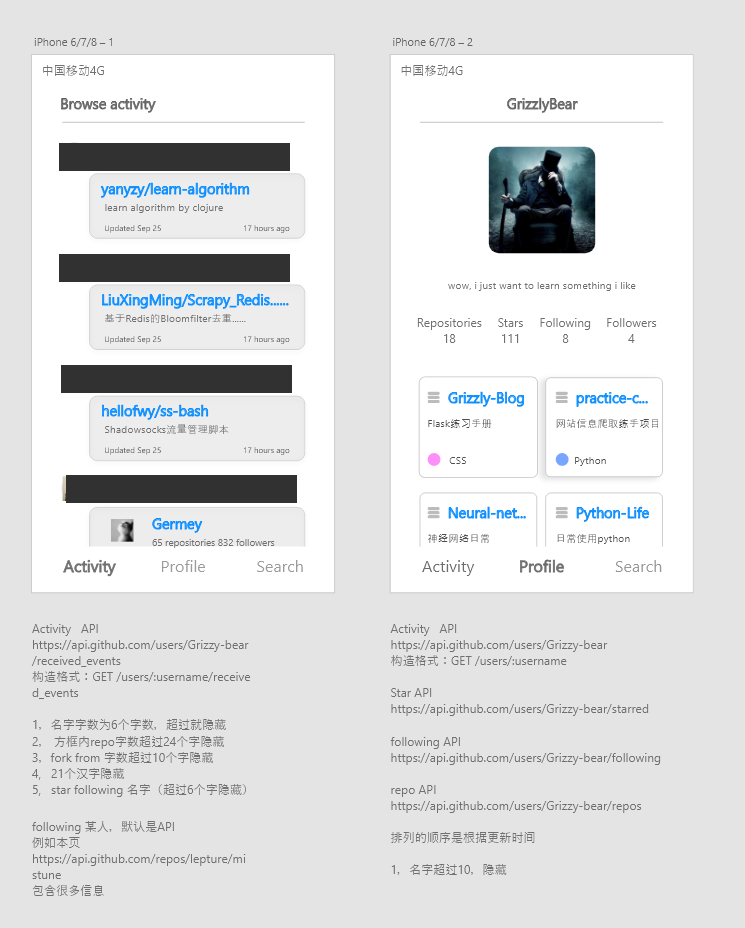 iPhone 6/7/8 – 1
中国移动4G
Browse activity
yanyzy/learn-algorithm
learn algorithm by clojure
Updated Sep 25
17 hours ago
LiuXingMing/Scrapy_Redis......
基于Redis的Bloomfilter去重......
Updated Sep 25
17 hours ago
hellofwy/ss-bash
Shadowsocks流量管理脚本
Updated Sep 25
17 hours ago
Germey
65 repositories 832 followers
Activity Profile Search
Activity API
https://api.github.com/users/Grizzy-bear
/received_events
构造格式：GET /users/:username/receive
d_events
1， 名字字数为6个字数，超过就隐藏
2， 方框内repo字数超过24个字隐藏
3， fork from 字数超过10个字隐藏
4， 21个汉字隐藏
5， star following 名字（超过6个字隐藏）
following 某人，默认是API
例如本页
https://api.github.com/repos/lepture/mi
stune
包含很多信息
iPhone 6/7/8 – 2
中国移动4G
GrizzlyBear
wow, i just want to learn something i like
Repositories Stars Following Followers
18 111 8 4
Grizzly-Blog
Flask练习手册
CSS
practice-c...
网站信息爬取练手项目
Python
Neural-net...
神经网络日常
Python-Life
日常使用python
Activity Profile Search
Activity API
https://api.github.com/users/Grizzy-bear
构造格式：GET /users/:username
Star API
https://api.github.com/users/Grizzy-bear/starred
following API
https://api.github.com/users/Grizzy-bear/following
repo API
https://api.github.com/users/Grizzy-bear/repos
排列的顺序是根据更新时间
1， 名字超过10，隐藏